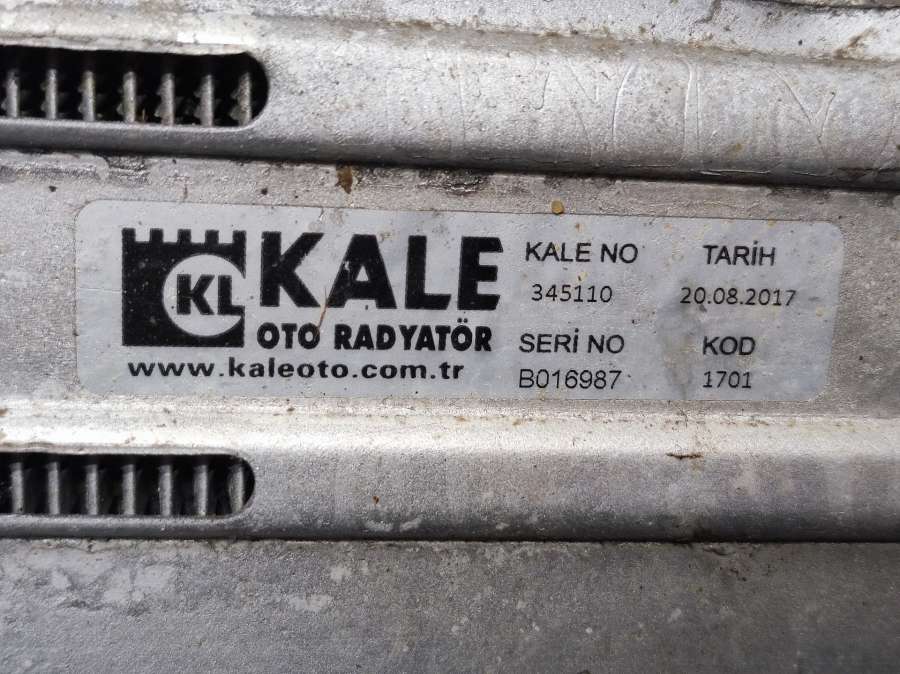 KL KALE
OTO RADYATÖR
www.kaleoto.com.tr
KALE NO TARİH
345110 20.08.2017
SERİ NO KOD
B016987 1701